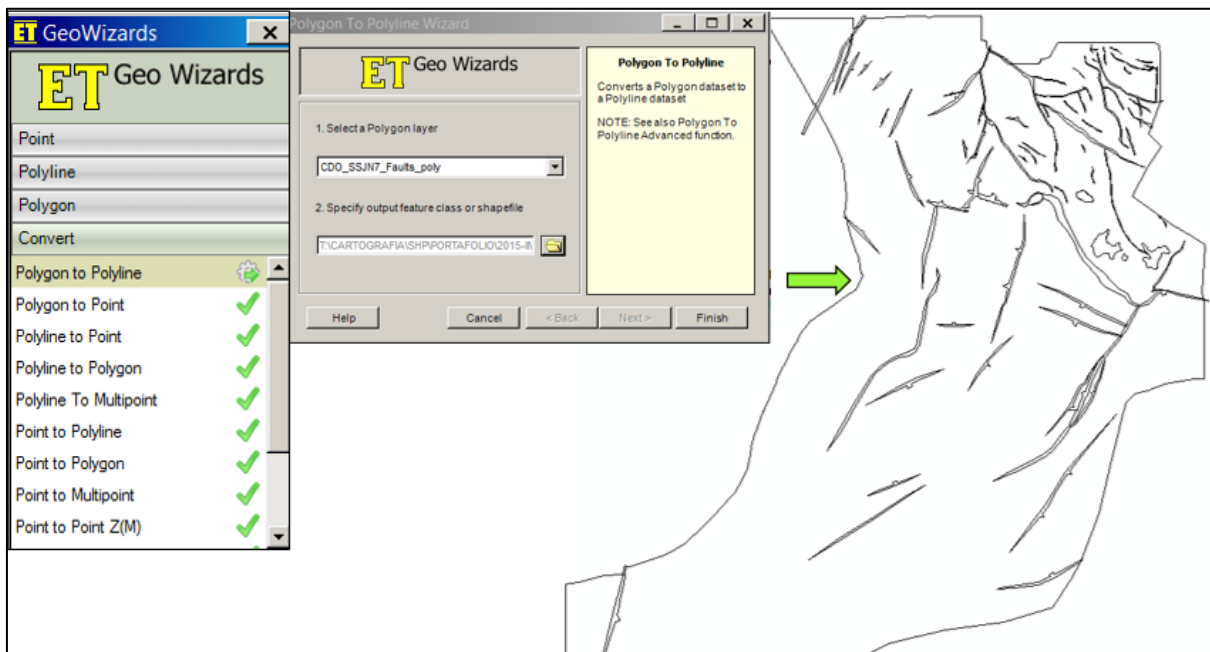 ET GeoWizards
ET Geo Wizards
Point
Polyline
Polygon
Convert
Polygon to Polyline
Polygon to Point
Polyline to Point
Polyline to Polygon
Polyline To Multipoint
Point to Polyline
Point to Polygon
Point to Multipoint
Point to Point Z(M)
Polygon To Polyline Wizard
ET Geo Wizards
1. Select a Polygon layer
CDO_SSJN7_Faults_poly
2. Specify output feature class or shapefile
T:\CARTOGRAFIA\SHP\PORTAFOLIO\2015-II\
Polygon To Polyline
Converts a Polygon dataset to
a Polyline dataset
NOTE: See also Polygon To
Polyline Advanced function.
Help
Cancel
< Back
Next >
Finish